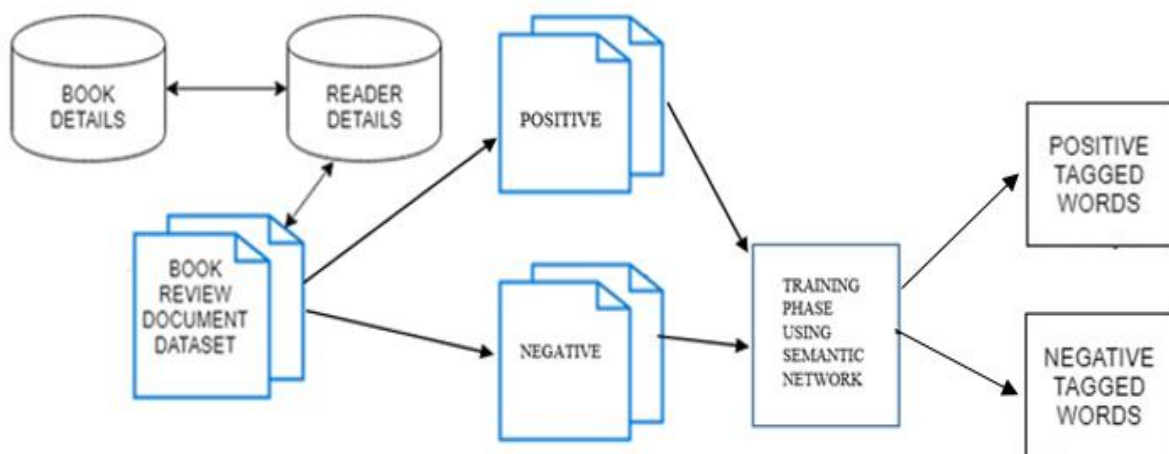 BOOK
DETAILS
READER
DETAILS
BOOK
REVIEW
DOCUMENT
DATASET
POSITIVE
NEGATIVE
TRAINING
PHASE
USING
SEMANTIC
NETWORK
POSITIVE
TAGGED
WORDS
NEGATIVE
TAGGED
WORDS